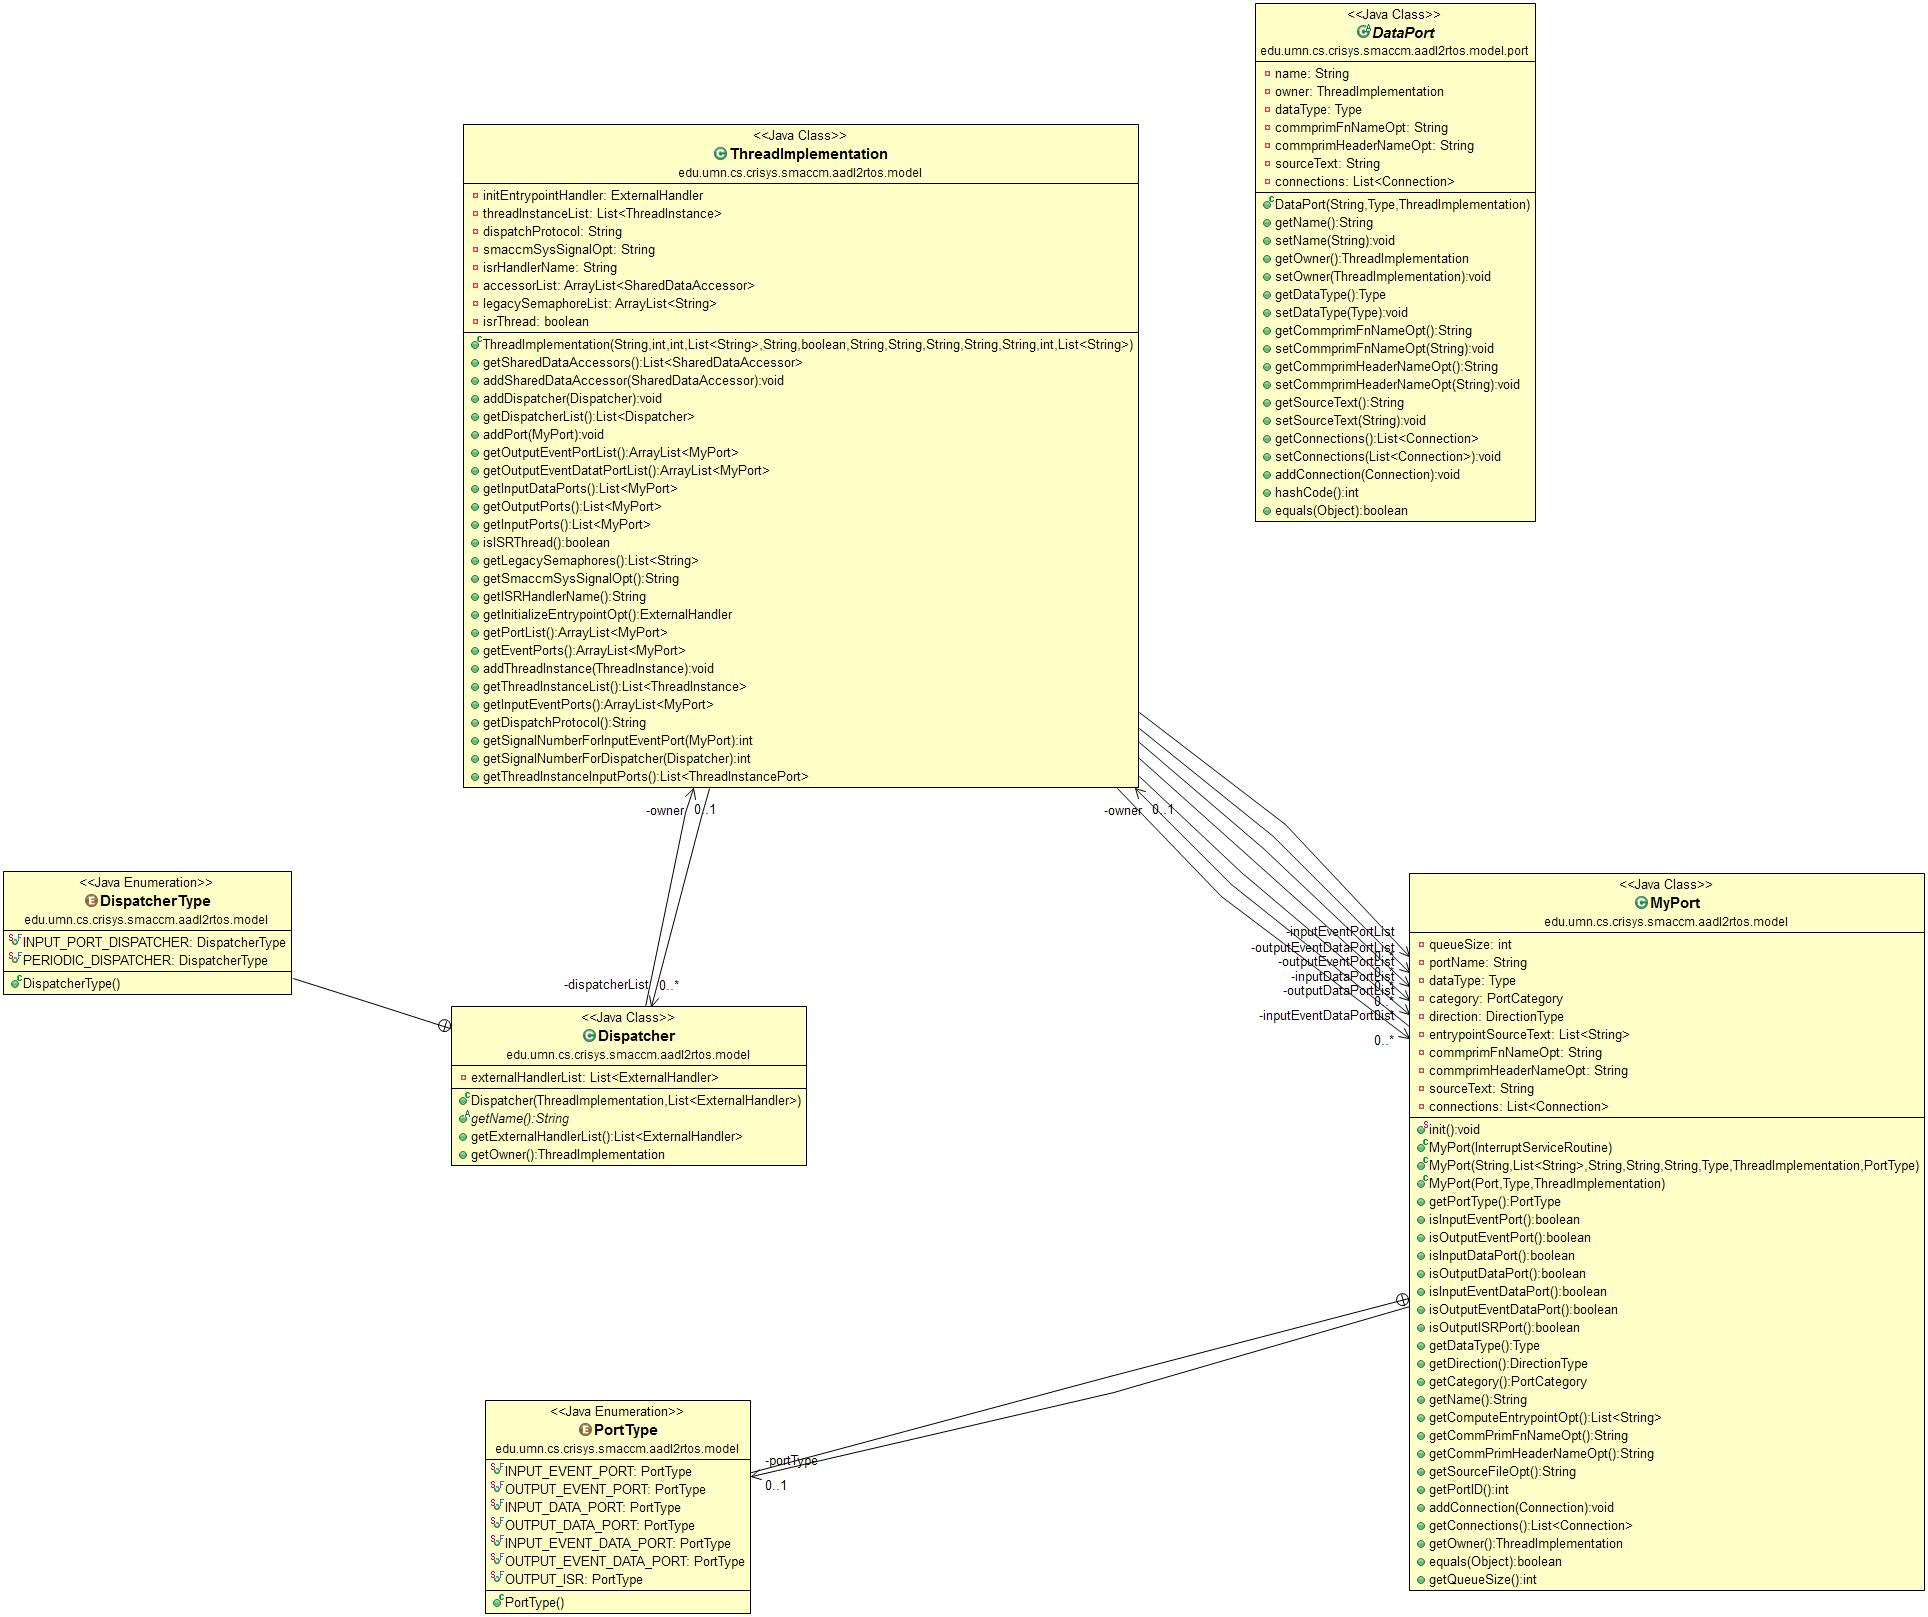 <<Java Class>>
DataPort
edu.umn.cs.crisys.smaccm.aadl2rtos.model.port
name: String
owner: ThreadImplementation
dataType: Type
commprimFnNameOpt: String
commprimHeaderNameOpt: String
sourceText: String
connections: List<Connection>
DataPort(String,Type,ThreadImplementation)
getName():String
setName(String):void
getOwner():ThreadImplementation
setOwner(ThreadImplementation):void
getDataType():Type
setDataType(Type):void
getCommprimFnNameOpt():String
setCommprimFnNameOpt(String):void
getCommprimHeaderNameOpt():String
setCommprimHeaderNameOpt(String):void
getSourceText():String
setSourceText(String):void
getConnections():List<Connection>
setConnections(List<Connection>):void
addConnection(Connection):void
hashCode():int
equals(Object):boolean
<<Java Class>>
ThreadImplementation
edu.umn.cs.crisys.smaccm.aadl2rtos.model
initEntrypointHandler: ExternalHandler
threadInstanceList: List<ThreadInstance>
dispatchProtocol: String
smaccmSysSignalOpt: String
isrHandlerName: String
accessorList: ArrayList<SharedDataAccessor>
legacySemaphoreList: ArrayList<String>
isrThread: boolean
ThreadImplementation(String,int,int,List<String>,String,boolean,String,String,String,String,String,int,List<String>)
getSharedDataAccessors():List<SharedDataAccessor>
addSharedDataAccessor(SharedDataAccessor):void
addDispatcher(Dispatcher):void
getDispatcherList():List<Dispatcher>
addPort(MyPort):void
getOutputEventPortList():ArrayList<MyPort>
getOutputEventDatatPortList():ArrayList<MyPort>
getInputDataPorts():List<MyPort>
getOutputPorts():List<MyPort>
getInputPorts():List<MyPort>
isISRThread():boolean
getLegacySemaphores():List<String>
getSmaccmSysSignalOpt():String
getISRHandlerName():String
getInitializeEntrypointOpt():ExternalHandler
getPortList():ArrayList<MyPort>
getEventPorts():ArrayList<MyPort>
addThreadInstance(ThreadInstance):void
getThreadInstanceList():List<ThreadInstance>
getInputEventPorts():ArrayList<MyPort>
getDispatchProtocol():String
getSignalNumberForInputEventPort(MyPort):int
getSignalNumberForDispatcher(Dispatcher):int
getThreadInstanceInputPorts():List<ThreadInstancePort>
-owner 0..1
-owner 0..1
<<Java Enumeration>>
DispatcherType
edu.umn.cs.crisys.smaccm.aadl2rtos.model
INPUT_PORT_DISPATCHER: DispatcherType
PERIODIC_DISPATCHER: DispatcherType
DispatcherType()
-dispatcherList 0..*
<<Java Class>>
Dispatcher
edu.umn.cs.crisys.smaccm.aadl2rtos.model
externalHandlerList: List<ExternalHandler>
Dispatcher(ThreadImplementation,List<ExternalHandler>)
getName():String
getExternalHandlerList():List<ExternalHandler>
getOwner():ThreadImplementation
-inputEventPortList
-outputEventDataPortList
0..*
-outputEventPortList
0..*
-inputDataPortList
0..*
-outputDataPortList
0..*
-inputEventDataPortList
0..*
0..*
<<Java Class>>
MyPort
edu.umn.cs.crisys.smaccm.aadl2rtos.model
queueSize: int
portName: String
dataType: Type
category: PortCategory
direction: DirectionType
entrypointSourceText: List<String>
commprimFnNameOpt: String
commprimHeaderNameOpt: String
sourceText: String
connections: List<Connection>
init():void
MyPort(InterruptServiceRoutine)
MyPort(String,List<String>,String,String,String,Type,ThreadImplementation,PortType)
MyPort(Port,Type,ThreadImplementation)
getPortType():PortType
isInputEventPort():boolean
isOutputEventPort():boolean
isInputDataPort():boolean
isOutputDataPort():boolean
isInputEventDataPort():boolean
isOutputEventDataPort():boolean
isOutputISRPort():boolean
getDataType():Type
getDirection():DirectionType
getCategory():PortCategory
getName():String
getComputeEntrypointOpt():List<String>
getCommPrimFnNameOpt():String
getCommPrimHeaderNameOpt():String
getSourceFileOpt():String
getPortID():int
addConnection(Connection):void
getConnections():List<Connection>
getOwner():ThreadImplementation
equals(Object):boolean
getQueueSize():int
<<Java Enumeration>>
PortType
edu.umn.cs.crisys.smaccm.aadl2rtos.model
INPUT_EVENT_PORT: PortType
OUTPUT_EVENT_PORT: PortType
INPUT_DATA_PORT: PortType
OUTPUT_DATA_PORT: PortType
INPUT_EVENT_DATA_PORT: PortType
OUTPUT_EVENT_DATA_PORT: PortType
OUTPUT_ISR: PortType
PortType()
-portType
0..1